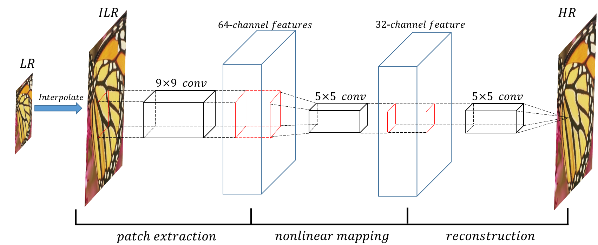 ILR
64-channel features
32-channel feature
HR
LR
9×9 conv
5×5 conv
5×5 conv
Interpolate
patch extraction
nonlinear mapping
reconstruction